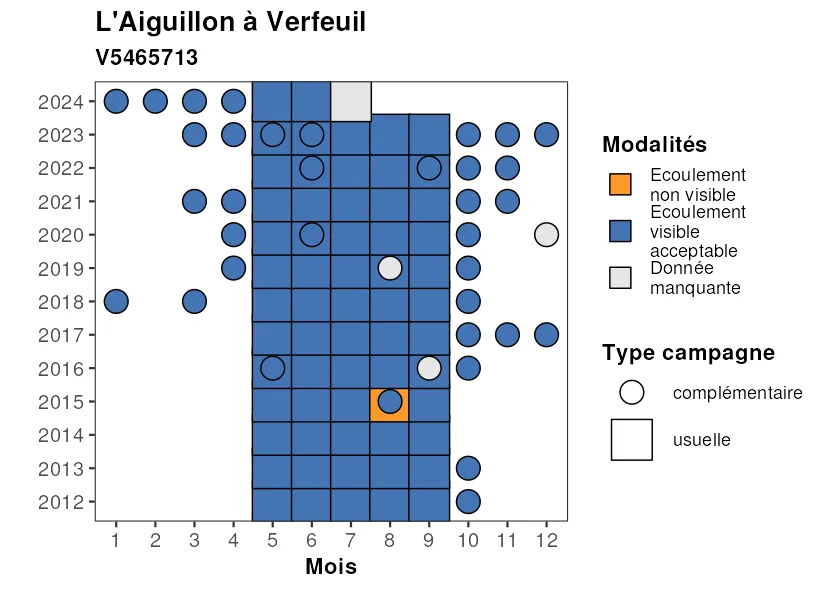 L'Aiguillon à Verfeuil
V5465713
2024
2023
2022
2021
2020
2019
2018
2017
2016
2015
2014
2013
2012
1 2 3 4 5 6 7 8 9 10 11 12
Mois
Modalités
Ecoulement
non visible
Ecoulement
visible
acceptable
Donnée
manquante
Type campagne
complémentaire
usuelle